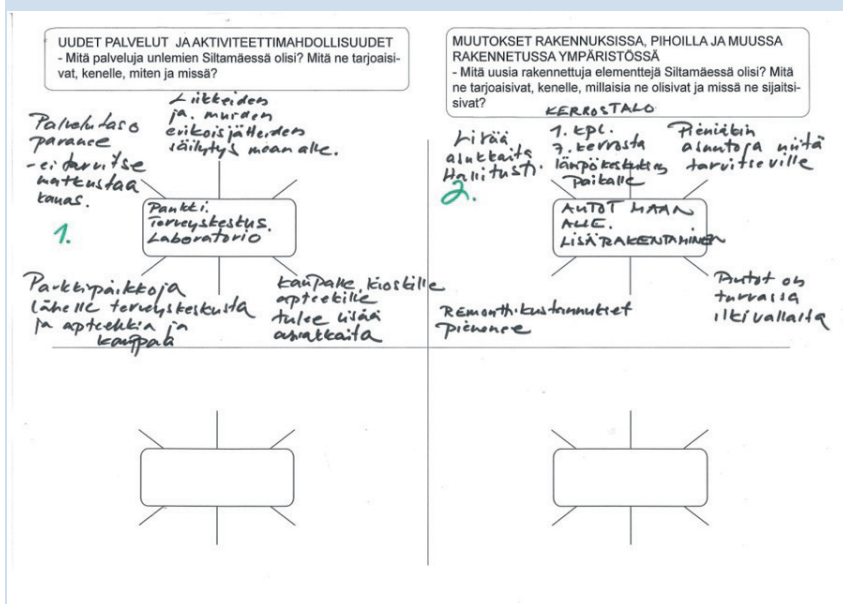 UUDET PALVELUT JA AKTIVITEETTIMAHDOLLISUUDET
- Mitä palveluja unlemien Siltamäessä olisi? Mitä ne tarjoaisi-
vat, kenelle, miten ja missä?
Liikkeiden
ja muiden
erikoisjätteiden
säilytys maan alle.
Palvelutaso
paranee
- ei tarvitse
matkustaa
kauas.
1.
Pankki.
Terveyskeskus.
Laboratorio
Parkkipaikkoja
lähelle terveyskeskusta
ja apteekkia ja
kauppaa
kaupalle, kioskille
apteekille
tulee lisää
asiakkaita
MUUTOKSET RAKENNUKSISSA, PIHOILLA JA MUUSSA
RAKENNETUSSA YMPÄRISTÖSSÄ
- Mitä uusia rakennettuja elementtejä Siltamäessä olisi? Mitä
ne tarjoaisivat, kenelle, millaisia ne olisivat ja missä ne sijaitsi-
sivat?
Lisää
asukkaita
Hallitusti.
2.
KERROSTALO
1. kpl.
7. kerrosta
lämpökeskuksen
paikalle
Pieniäkin
asuntoja niitä
tarvitseville
AUTOT MAAN
ALLE.
LISÄRAKENTAMINEN
Remonttikustannukset
pienenee
Autot on
turvassa
ilkivallalta